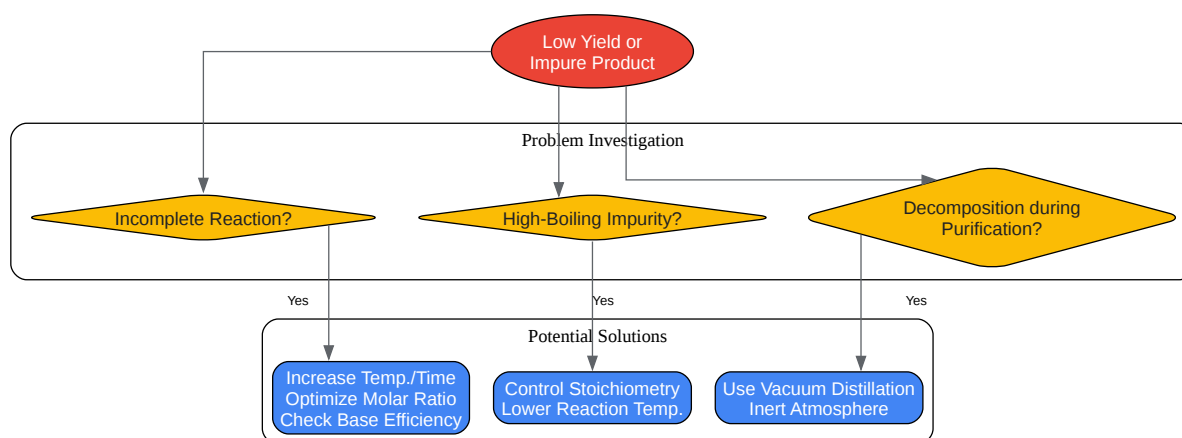 Low Yield or
Impure Product
Problem Investigation
Incomplete Reaction?
High-Boiling Impurity?
Decomposition during
Purification?
Yes
Yes
Yes
Potential Solutions
Increase Temp./Time
Optimize Molar Ratio
Check Base Efficiency
Control Stoichiometry
Lower Reaction Temp.
Use Vacuum Distillation
Inert Atmosphere